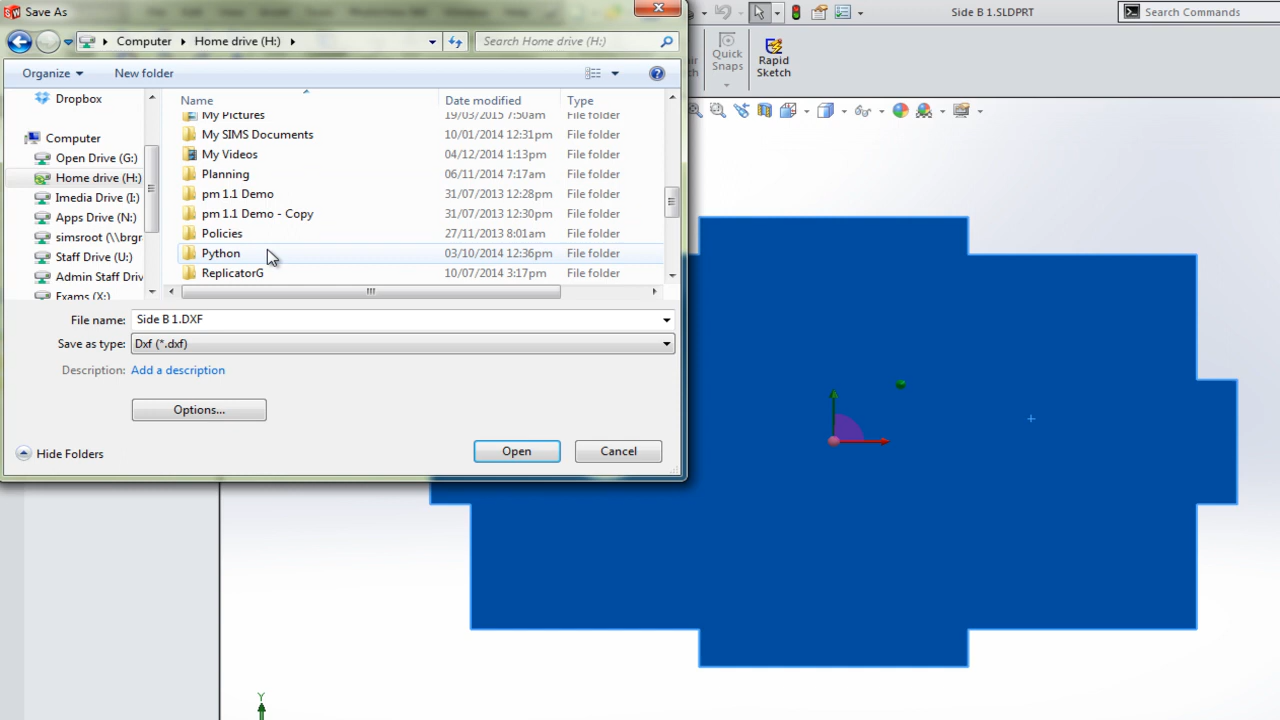 Save As
Side B 1.SLDPRT
Search Commands
Computer
Home drive (H:)
Search Home drive (H:)
Quick
Snaps
Rapid
Sketch
Organize
New folder
Name
Date modified
Type
Dropbox
Computer
Open Drive (G:)
Home drive (H:)
Imedia Drive (I:)
Apps Drive (N:)
simsroot (\\brgr
Staff Drive (U:)
Admin Staff Driv
Exams (X:)
My Pictures 19/03/2015 7:50am File folder
My SIMS Documents 10/01/2014 12:31pm File folder
My Videos 04/12/2014 1:13pm File folder
Planning 06/11/2014 7:17am File folder
pm 1.1 Demo 31/07/2013 12:28pm File folder
pm 1.1 Demo - Copy 31/07/2013 12:30pm File folder
Policies 27/11/2013 8:01am File folder
Python 03/10/2014 12:36pm File folder
ReplicatorG 10/07/2014 3:17pm File folder
File name: Side B 1.DXF
Save as type: Dxf (*.dxf)
Description: Add a description
Options...
Hide Folders
Open
Cancel
Y